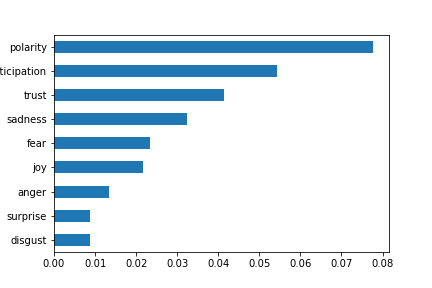 polarity
ticipation
trust
sadness
fear
joy
anger
surprise
disgust
0.00 0.01 0.02 0.03 0.04 0.05 0.06 0.07 0.08